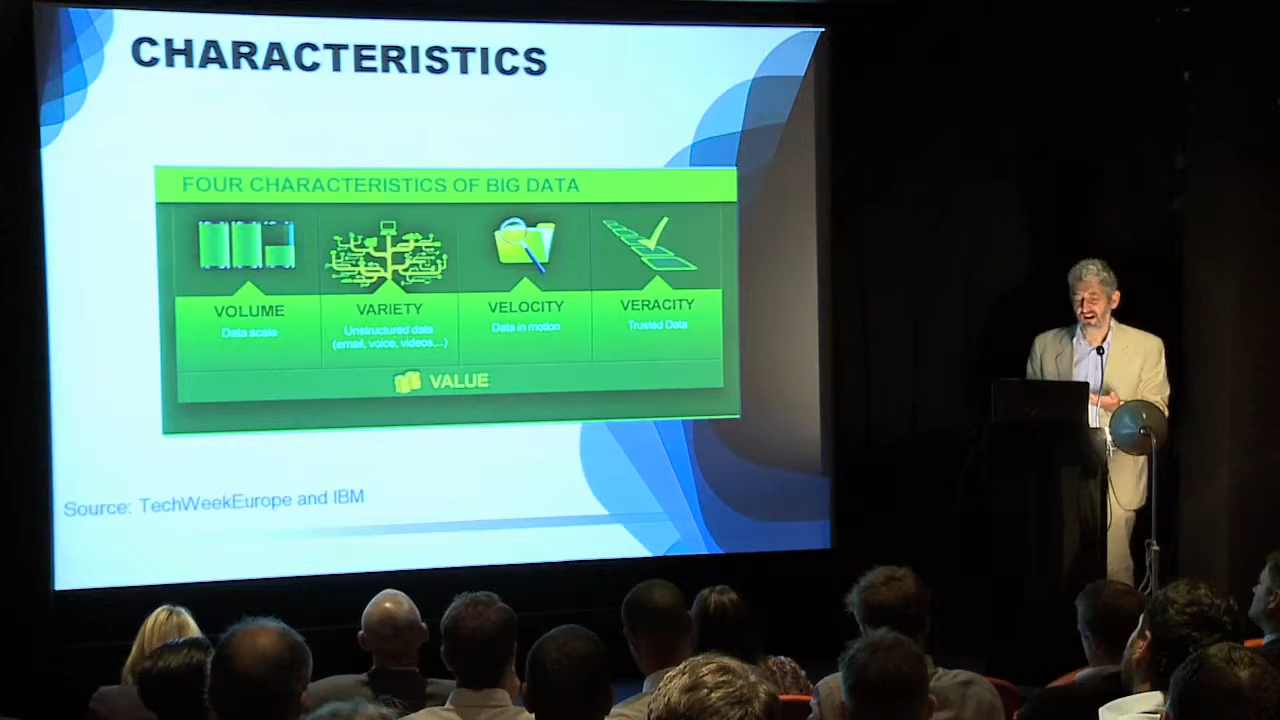 CHARACTERISTICS
FOUR CHARACTERISTICS OF BIG DATA
VOLUME
Data scale
VARIETY
Unstructured data
(email, voice, videos,...)
VELOCITY
Data in motion
VERACITY
Trusted Data
VALUE
Source: TechWeekEurope and IBM